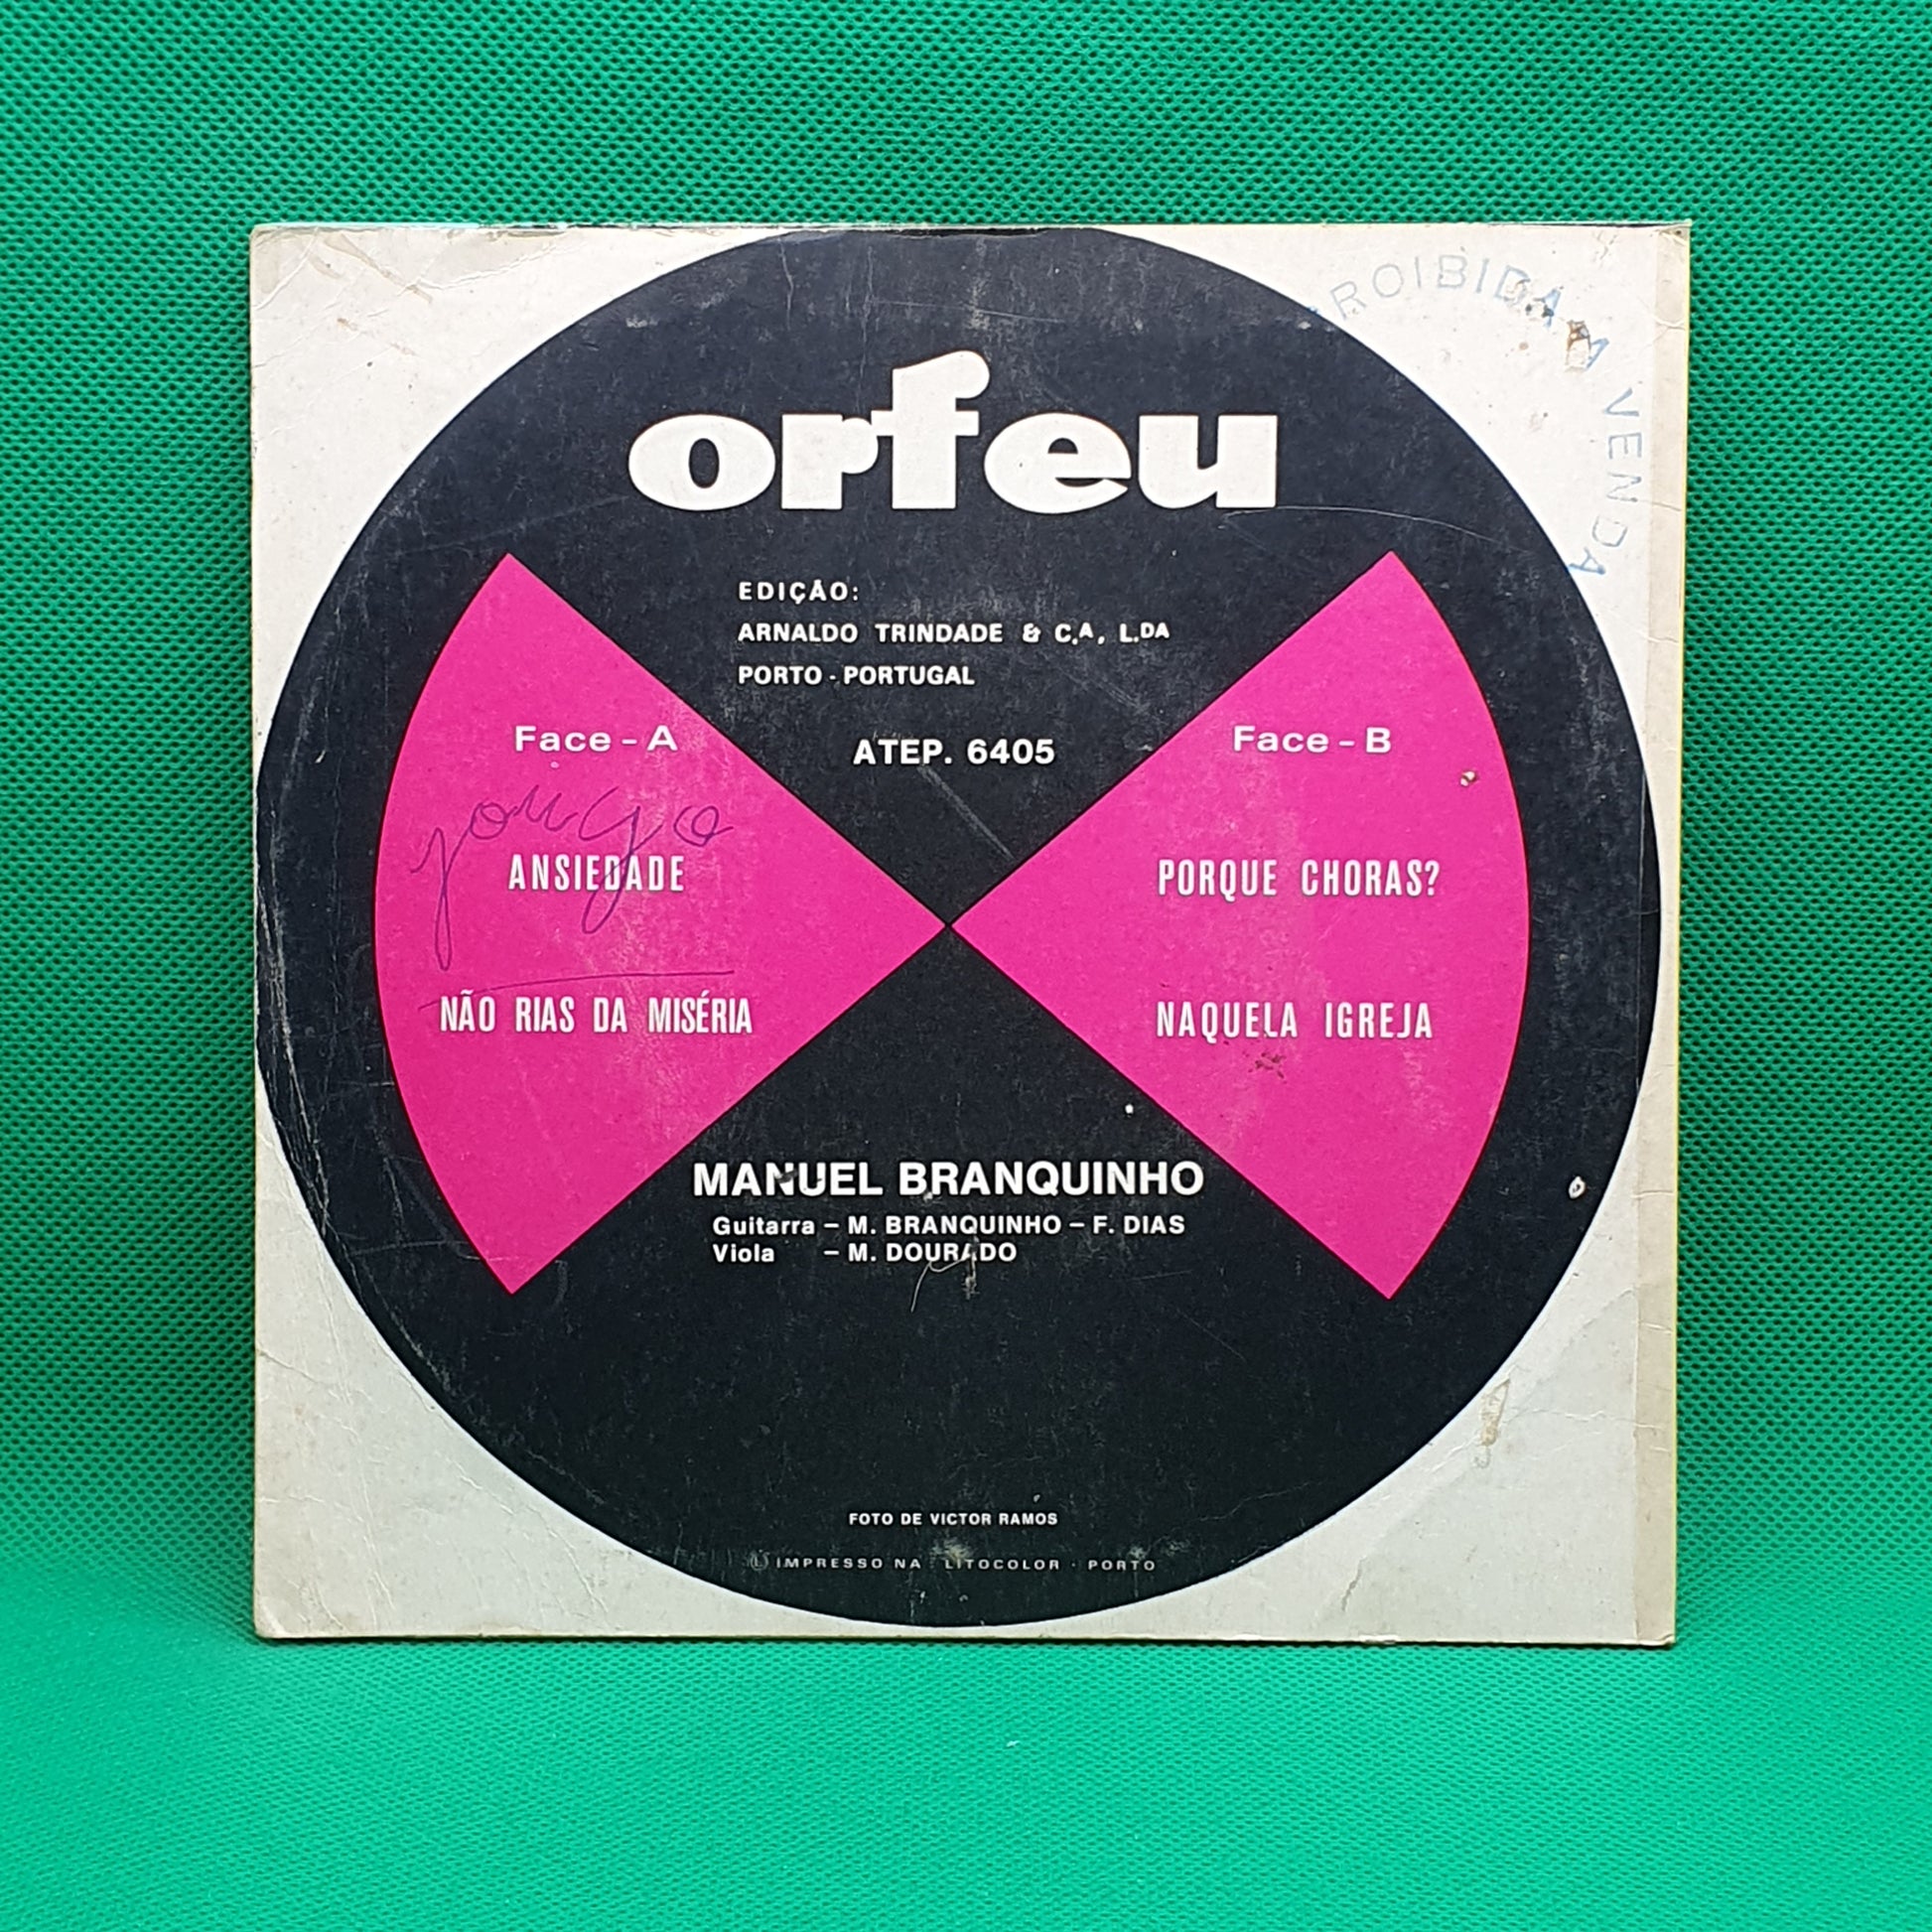 PROIBIDA A VENDA
orfeu
EDIÇÃO:
ARNALDO TRINDADE & C.A, L.DA
PORTO - PORTUGAL
Face - A
ATEP. 6405
Face - B
ANSIEDADE
PORQUE CHORAS?
NÃO RIAS DA MISÉRIA
NAQUELA IGREJA
MANUEL BRANQUINHO
Guitarra – M. BRANQUINHO – F. DIAS
Viola – M. DOURADO
FOTO DE VICTOR RAMOS
IMPRESSO NA LITOCOLOR · PORTO